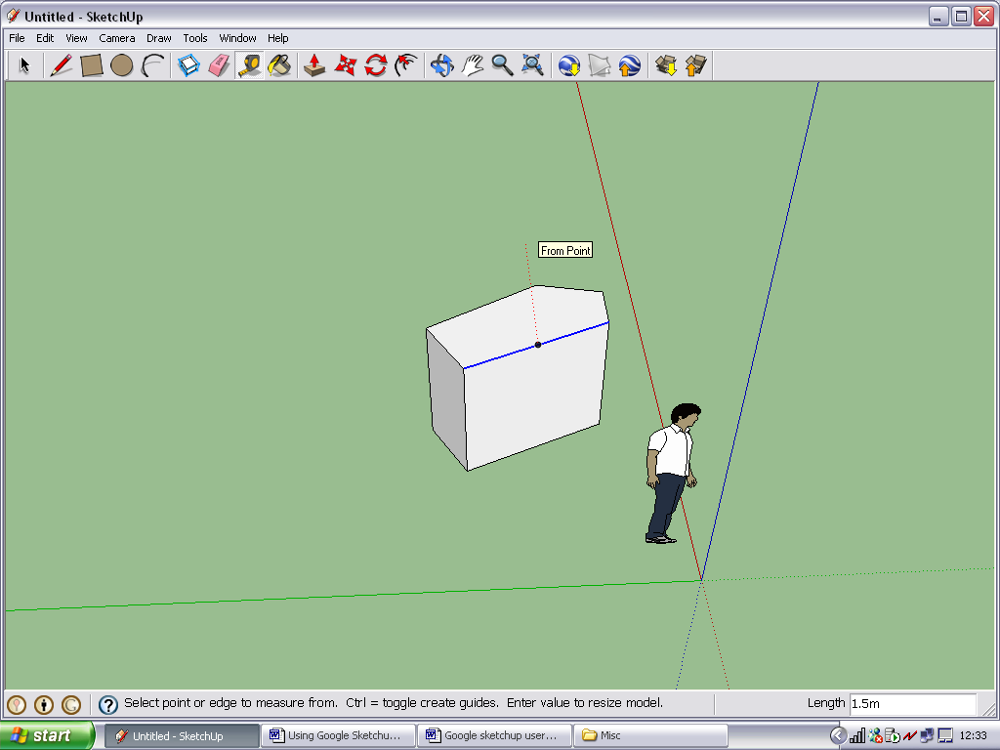 Untitled - SketchUp
File Edit View Camera Draw Tools Window Help
From Point
Select point or edge to measure from. Ctrl = toggle create guides. Enter value to resize model.
Length 1.5m
start Untitled - SketchUp Using Google Sketchu... Google sketchup user... Misc 12:33